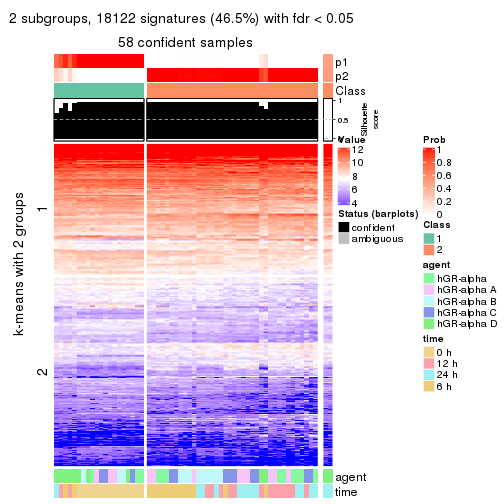 2 subgroups, 18122 signatures (46.5%) with fdr < 0.05
58 confident samples
p1
p2
Class
1
0.5
0
Silhouette
score
k-means with 2 groups
1
2
agent
time
Value
12
10
8
6
4
Status (barplots)
confident
ambiguous
Prob
1
0.8
0.6
0.4
0.2
0
Class
1
2
agent
hGR-alpha
hGR-alpha A
hGR-alpha B
hGR-alpha C
hGR-alpha D
time
0 h
12 h
24 h
6 h